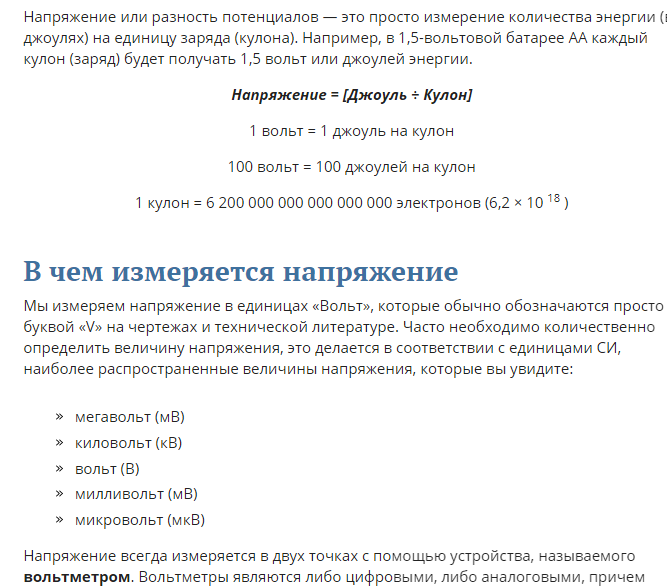 Напряжение или разность потенциалов — это просто измерение количества энергии (в
джоулях) на единицу заряда (кулона). Например, в 1,5-вольтовой батарее АА каждый
кулон (заряд) будет получать 1,5 вольт или джоулей энергии.
Напряжение = [Джоуль ÷ Кулон]
1 вольт = 1 джоуль на кулон
100 вольт = 100 джоулей на кулон
1 кулон = 6 200 000 000 000 000 000 электронов (6,2 × 10 18 )
В чем измеряется напряжение
Мы измеряем напряжение в единицах «Вольт», которые обычно обозначаются просто
буквой «V» на чертежах и технической литературе. Часто необходимо количественно
определить величину напряжения, это делается в соответствии с единицами СИ,
наиболее распространенные величины напряжения, которые вы увидите:
» мегавольт (мВ)
» киловольт (кВ)
» вольт (В)
» милливольт (мВ)
» микровольт (мкВ)
Напряжение всегда измеряется в двух точках с помощью устройства, называемого
вольтметром. Вольтметры являются либо цифровыми, либо аналоговыми, причем